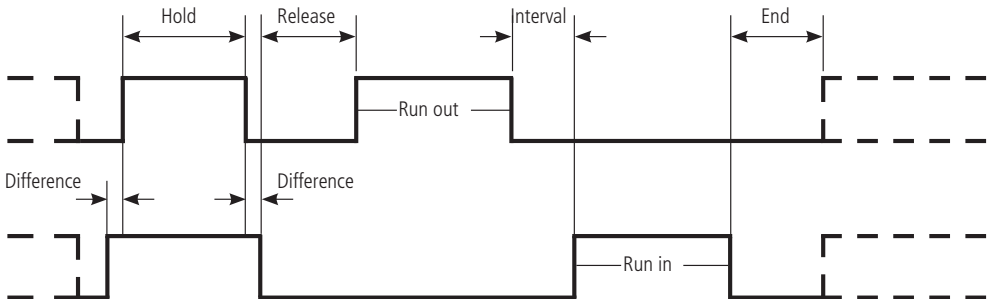 Hold
Release
Interval
End
Run out
Difference
Difference
Run in